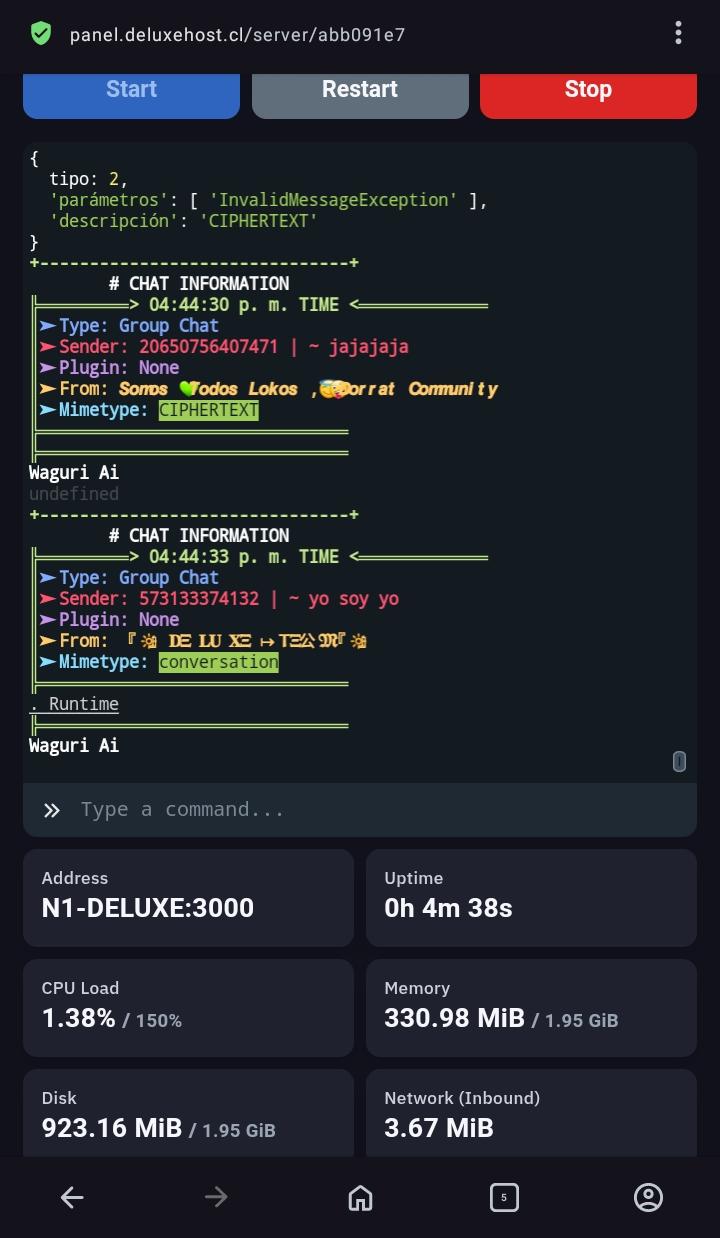 panel.deluxehost.cl/server/abb091e7
Start Restart Stop
{
tipo: 2,
'parámetros': [ 'InvalidMessageException' ],
'descripción': 'CIPHERTEXT'
}
+------------------------------+
# CHAT INFORMATION
╠═════════> 04:44:30 p. m. TIME <═════════════
➤Type: Group Chat
➤Sender: 20650756407471 | ~ jajajaja
➤Plugin: None
➤From: Somos 💚Todos Lokos ,😇🥰Porrat Community
➤Mimetype: CIPHERTEXT
Waguri Ai
undefined
+------------------------------+
# CHAT INFORMATION
╠═════════> 04:44:33 p. m. TIME <═════════════
➤Type: Group Chat
➤Sender: 573133374132 | ~ yo soy yo
➤Plugin: None
➤From: 『 DE LU XE ↦
➤Mimetype: conversation
. Runtime
Waguri Ai
Type a command...
Address Uptime
N1-DELUXE:3000 0h 4m 38s
CPU Load Memory
1.38% / 150% 330.98 MiB / 1.95 GiB
Disk Network (Inbound)
923.16 MiB / 1.95 GiB 3.67 MiB
5